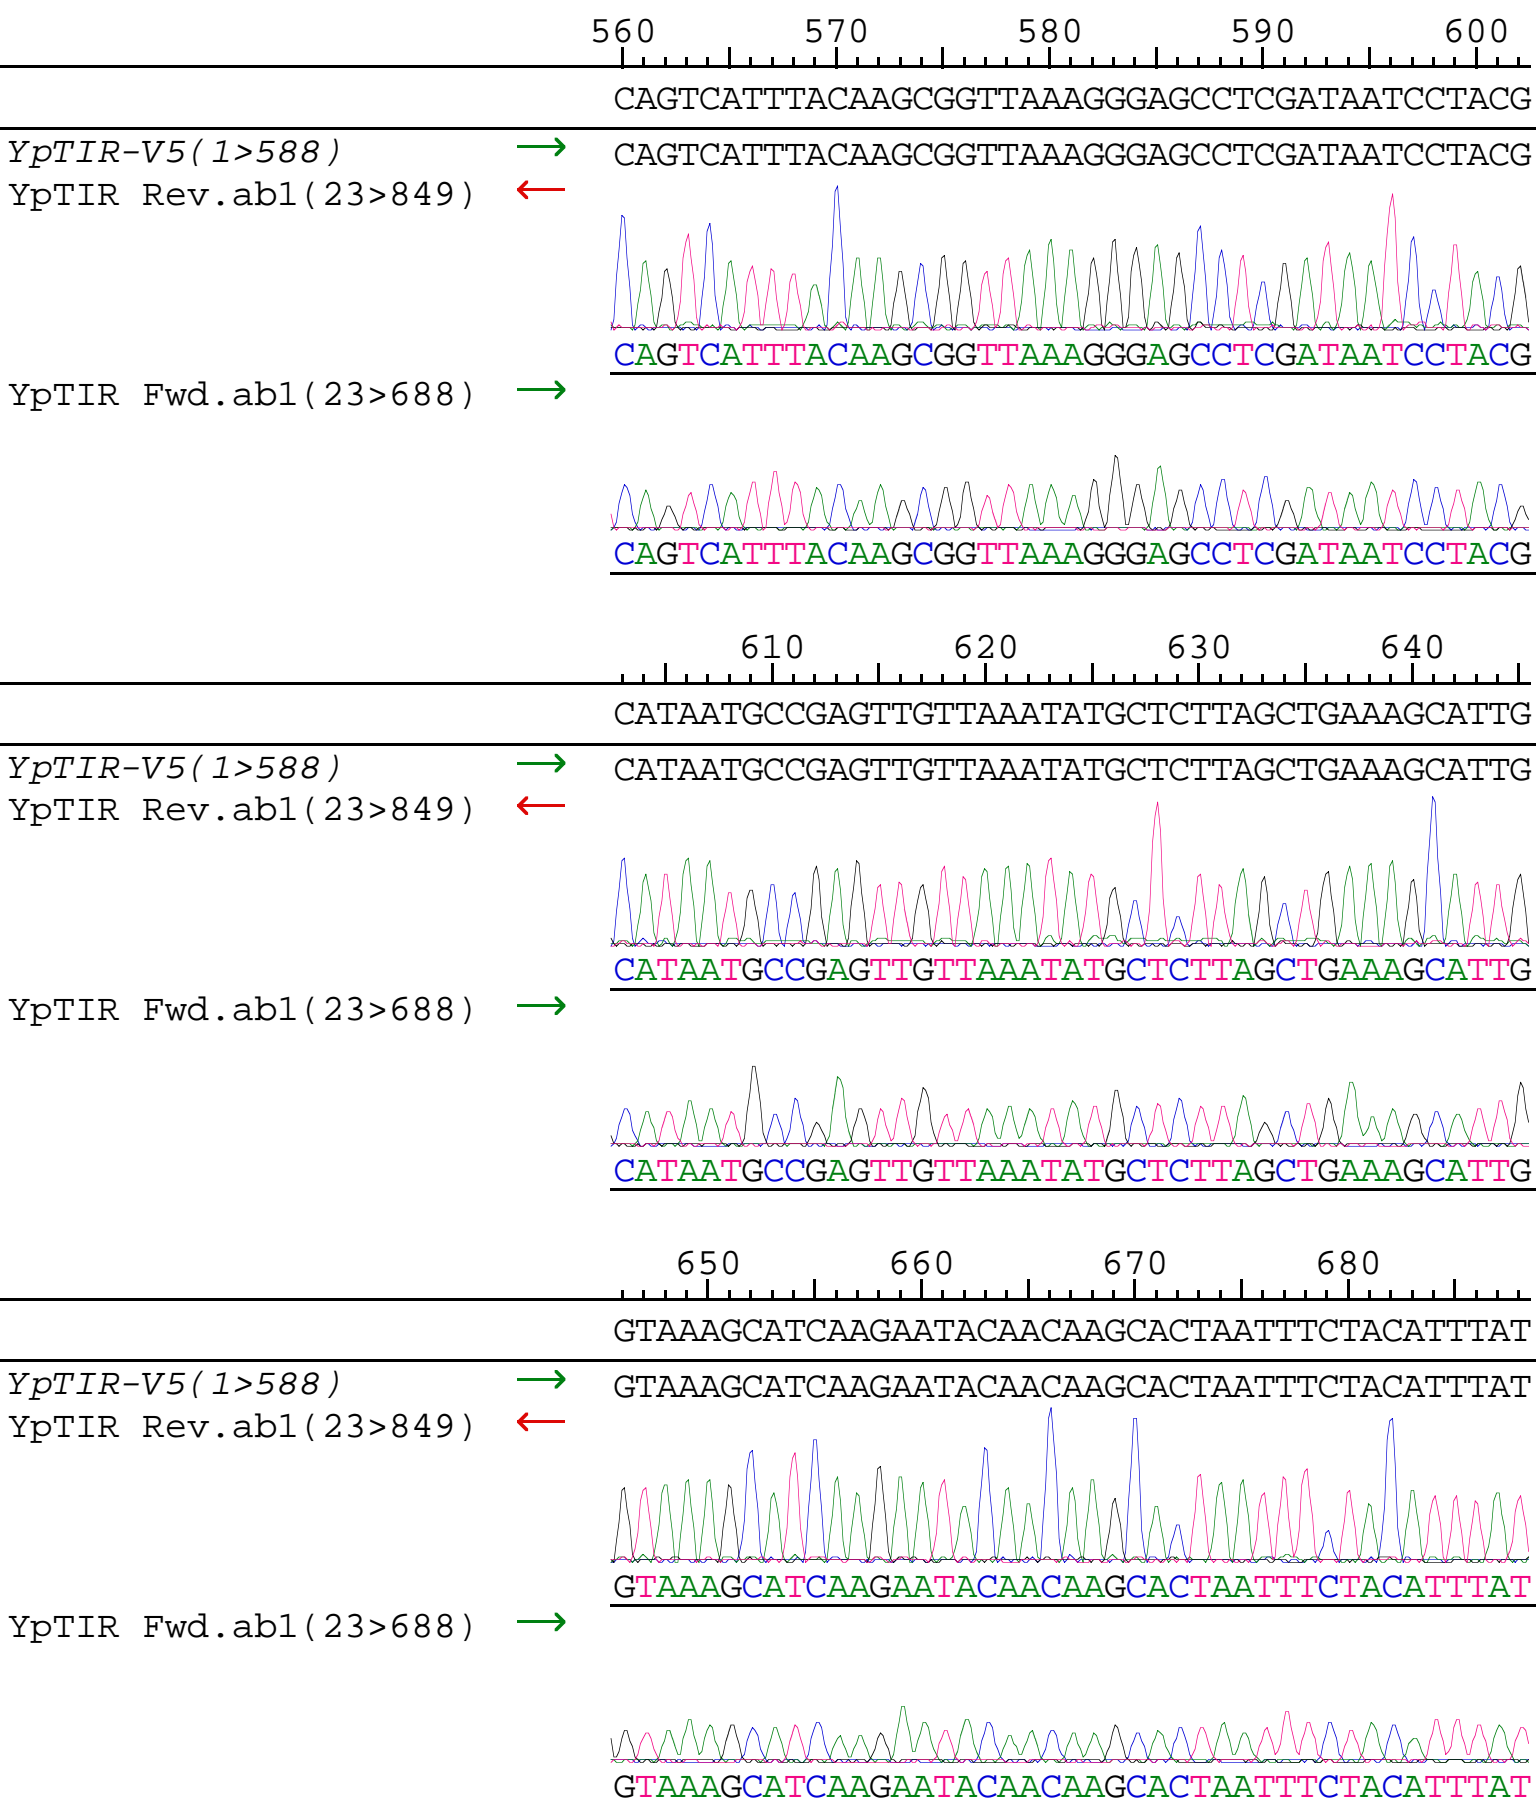 560 570 580 590 600
CAGTCATTTACAAGCGGTTAAAGGGAGCCTCGATAATCCTACG
YpTIR-V5(1>588) → CAGTCATTTACAAGCGGTTAAAGGGAGCCTCGATAATCCTACG
YpTIR Rev.ab1(23>849) ←
CAGTCATTTACAAGCGGTTAAAGGGAGCCTCGATAATCCTACG
YpTIR Fwd.ab1(23>688) →
CAGTCATTTACAAGCGGTTAAAGGGAGCCTCGATAATCCTACG
610 620 630 640
CATAATGCCGAGTTGTTAAATATGCTCTTAGCTGAAAGCATTG
YpTIR-V5(1>588) → CATAATGCCGAGTTGTTAAATATGCTCTTAGCTGAAAGCATTG
YpTIR Rev.ab1(23>849) ←
CATAATGCCGAGTTGTTAAATATGCTCTTAGCTGAAAGCATTG
YpTIR Fwd.ab1(23>688) →
CATAATGCCGAGTTGTTAAATATGCTCTTAGCTGAAAGCATTG
650 660 670 680
GTAAAGCATCAAGAATACAACAAGCACTAATTTCTACATTTAT
YpTIR-V5(1>588) → GTAAAGCATCAAGAATACAACAAGCACTAATTTCTACATTTAT
YpTIR Rev.ab1(23>849) ←
GTAAAGCATCAAGAATACAACAAGCACTAATTTCTACATTTAT
YpTIR Fwd.ab1(23>688) →
GTAAAGCATCAAGAATACAACAAGCACTAATTTCTACATTTAT